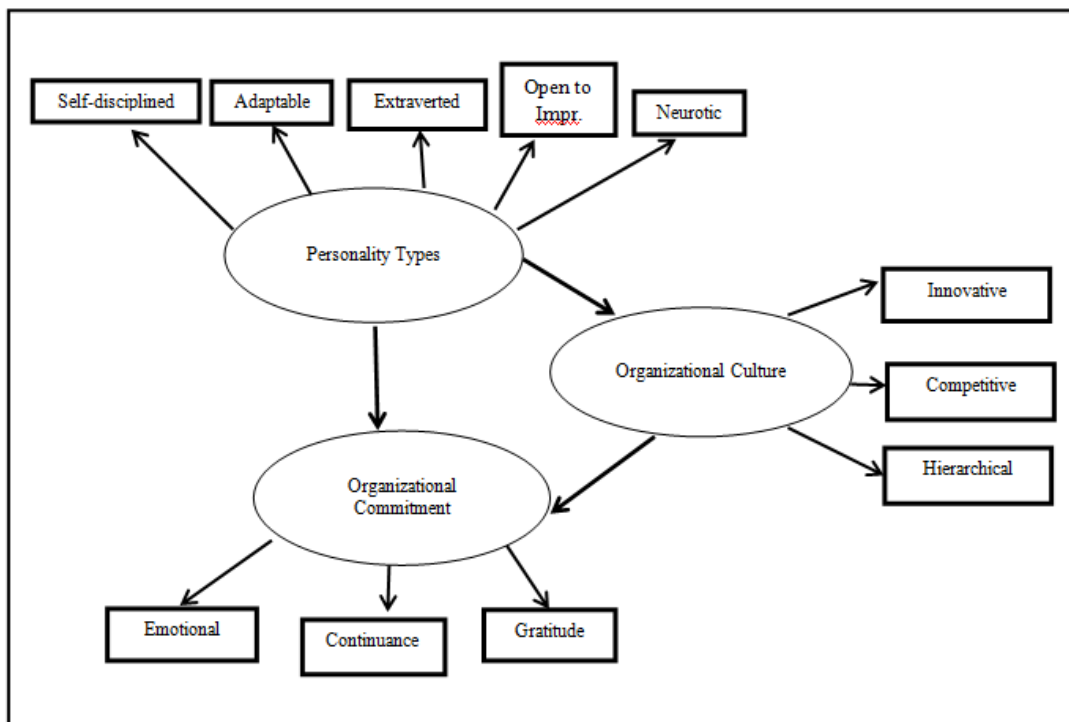 Self-disciplined
Adaptable
Extraverted
Open to
Impr.
Neurotic
Personality Types
Innovative
Organizational Culture
Competitive
Hierarchical
Organizational
Commitment
Emotional
Continuance
Gratitude